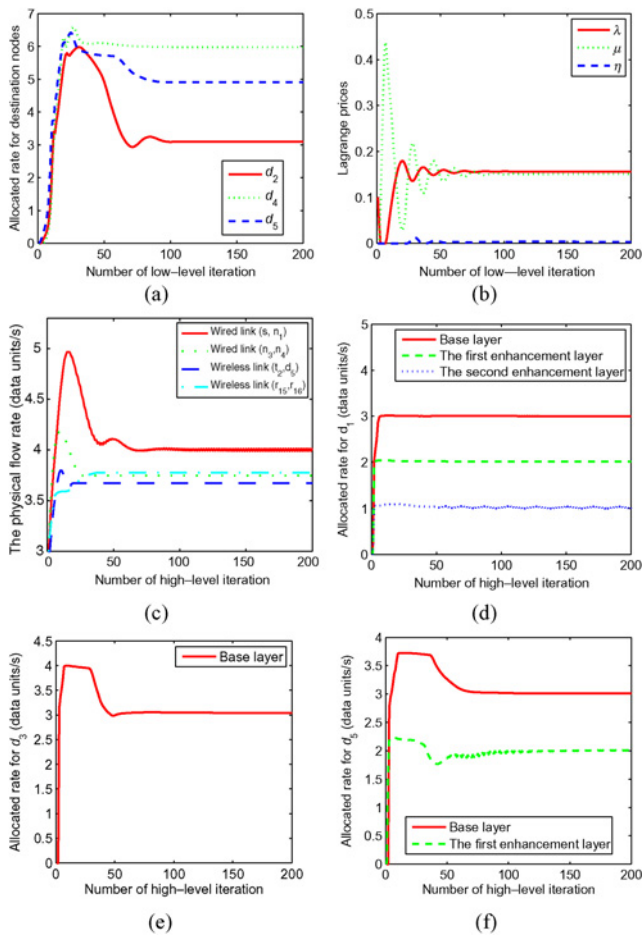 Allocated rate for destination nodes
7
6
5
4
3
2
1
0
d2
d4
d5
0 50 100 150 200
Number of low–level iteration
(a)
Lagrange prices
0.5
0.4
0.3
0.2
0.1
0
λ
μ
η
0 50 100 150 200
Number of low—level iteration
(b)
The physical flow rate (data units/s)
5
4.5
4
3.5
3
Wired link (s, n1)
Wired link (n3,n4)
Wireless link (t2,d5)
Wireless link (r15,r16)
0 50 100 150 200
Number of high–level iteration
(c)
Allocated rate for d1 (data units/s)
5
4
3
2
1
0
Base layer
The first enhancement layer
The second enhancement layer
0 50 100 150 200
Number of high–level iteration
(d)
Allocated rate for d3 (data units/s)
4.5
4
3.5
3
2.5
2
1.5
1
0.5
0
Base layer
0 50 100 150 200
Number of high–level iteration
(e)
Allocated rate for d5 (data units/s)
4
3.5
3
2.5
2
1.5
1
0.5
0
Base layer
The first enhancement layer
0 50 100 150 200
Number of high–level iteration
(f)